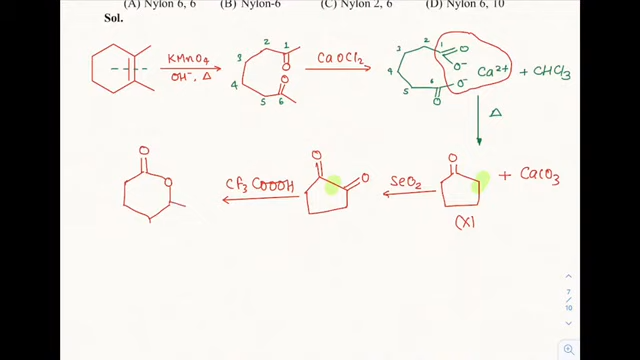 (A) Nylon 6, 6 (B) Nylon-6 (C) Nylon 2, 6 (D) Nylon 6, 10
Sol.
KMnO4
OH-, Δ
1 2 3 4 5 6
O
O
CaOCl2
1 2 3 4 5 6
O
O-
O-
O
Ca2+
+ CHCl3
Δ
O
O
CF3COOOH
O
O
SeO2
O
(X)
+ CaCO3
7
/
10